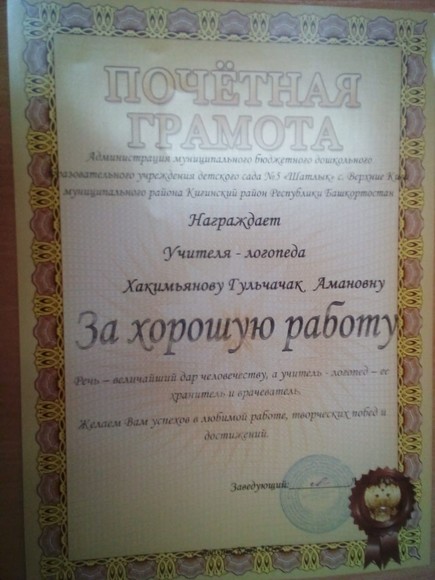 ПОЧЁТНАЯ
ГРАМОТА
Администрация муниципального бюджетного дошкольного
образовательного учреждения детского сада №5 «Шатлык» с. Верхние
муниципального района Кигинский район Республики Башкортостан
Награждает
Учителя - логопеда
Хакимьянову Гульчачак Амановну
За хорошую работу
Речь – величайший дар человечеству, а учитель - логопед – ее
хранитель и врачеватель.
Желаем Вам успехов в любимой работе, творческих побед и
достижений.
Заведующий: